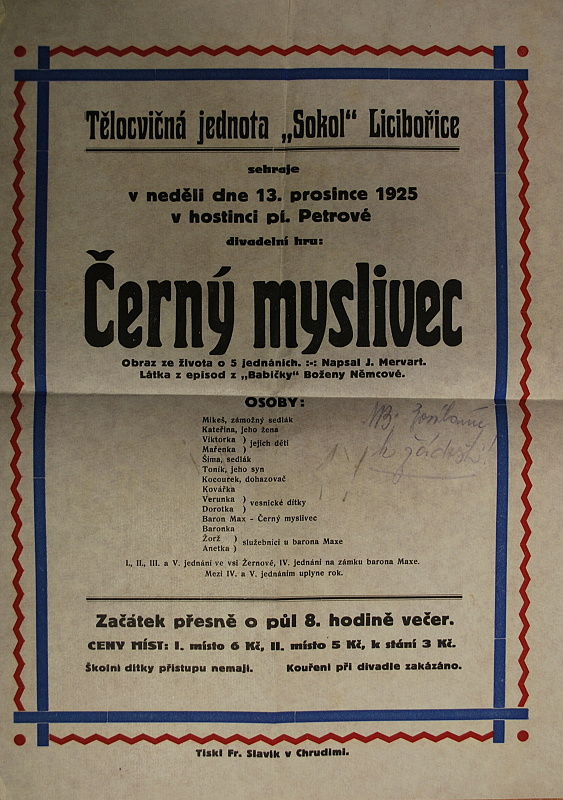 Tělocvičná jednota „Sokol“ Licibořice
sehraje
v neděli dne 13. prosince 1925
v hostinci pí. Petrové
divadelní hru:
Černý myslivec
Obraz ze života o 5 jednáních. :-: Napsal J. Mervart.
Látka z episod z „Babičky“ Boženy Němcové.
OSOBY:
Mikeš, zámožný sedlák
Kateřina, jeho žena
Viktorka ) jejich děti
Mařenka )
Šíma, sedlák
Toník, jeho syn
Kocourek, dohazovač
Kovářka
Verunka ) vesnické dítky
Dorotka )
Baron Max - Černý myslivec
Baronka
Žorž ) služebníci u barona Maxe
Anetka )
I., II., III. a V. jednání ve vsi Žernově, IV. jednání na zámku barona Maxe.
Mezi IV. a V. jednáním uplyne rok.
Začátek přesně o půl 8. hodině večer.
CENY MÍST: I. místo 6 Kč, II. místo 5 Kč, k stání 3 Kč.
Školní dítky přístupu nemají. Kouření při divadle zakázáno.
Tiskl Fr. Slavík v Chrudimi.
k žádosti!